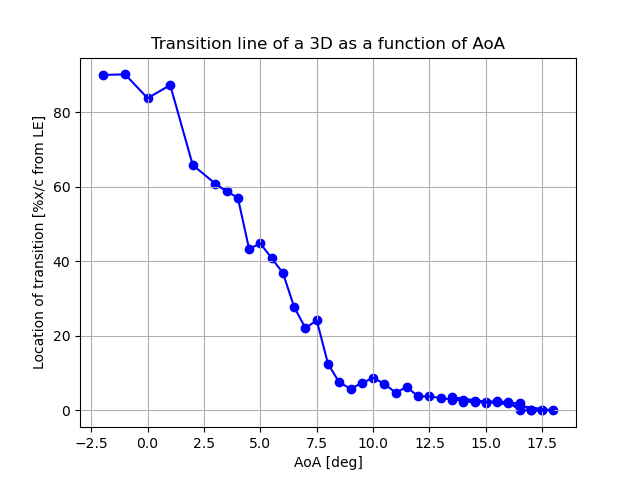 Transition line of a 3D as a function of AoA
Location of transition [%x/c from LE]
80
60
40
20
0
−2.5 0.0 2.5 5.0 7.5 10.0 12.5 15.0 17.5
AoA [deg]